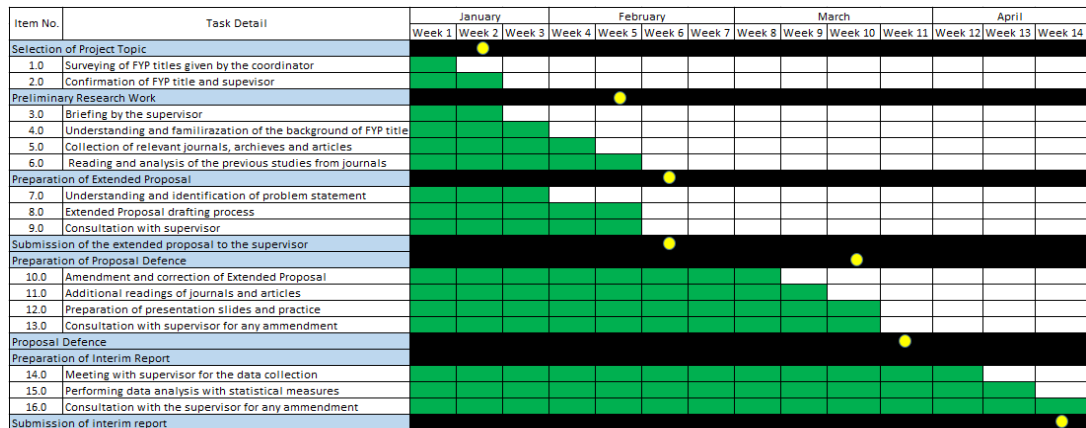 Item No. Task Detail January February March April
Week 1 Week 2 Week 3 Week 4 Week 5 Week 6 Week 7 Week 8 Week 9 Week 10 Week 11 Week 12 Week 13 Week 14
Selection of Project Topic
1.0 Surveying of FYP titles given by the coordinator
2.0 Confirmation of FYP title and supevisor
Preliminary Research Work
3.0 Briefing by the supervisor
4.0 Understanding and familirazation of the background of FYP title
5.0 Collection of relevant journals, archieves and articles
6.0 Reading and analysis of the previous studies from journals
Preparation of Extended Proposal
7.0 Understanding and identification of problem statement
8.0 Extended Proposal drafting process
9.0 Consultation with supervisor
Submission of the extended proposal to the supervisor
Preparation of Proposal Defence
10.0 Amendment and correction of Extended Proposal
11.0 Additional readings of journals and articles
12.0 Preparation of presentation slides and practice
13.0 Consultation with supervisor for any ammendment
Proposal Defence
Preparation of Interim Report
14.0 Meeting with supervisor for the data collection
15.0 Performing data analysis with statistical measures
16.0 Consultation with the supervisor for any ammendment
Submission of interim report